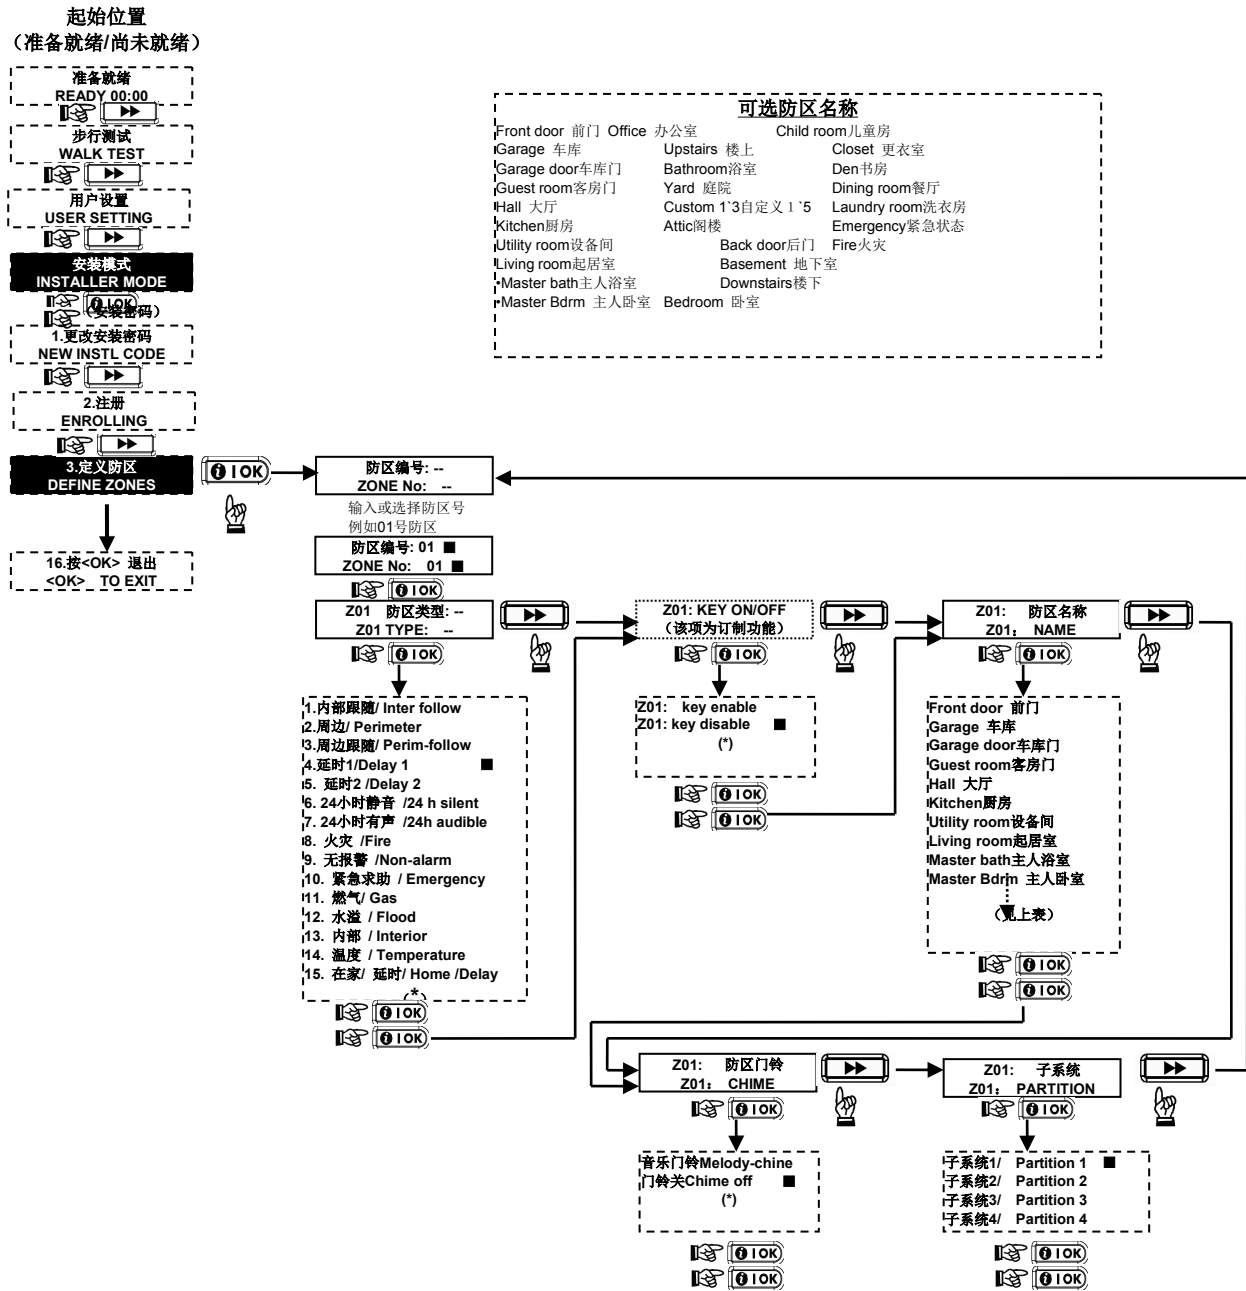 起始位置
（准备就绪/尚未就绪）
准备就绪
READY 00:00
步行测试
WALK TEST
用户设置
USER SETTING
安装模式
INSTALLER MODE
OK
（安装密码）
1.更改安装密码
NEW INSTL CODE
2.注册
ENROLLING
3.定义防区
DEFINE ZONES
OK
16.按<OK> 退出
<OK> TO EXIT
可选防区名称
Front door 前门 Office 办公室 Child room儿童房
Garage 车库 Upstairs 楼上 Closet 更衣室
Garage door车库门 Bathroom浴室 Den书房
Guest room客房门 Yard 庭院 Dining room餐厅
Hall 大厅 Custom 1`3自定义１`5 Laundry room洗衣房
Kitchen厨房 Attic阁楼 Emergency紧急状态
Utility room设备间 Back door后门 Fire火灾
Living room起居室 Basement 地下室
•Master bath主人浴室 Downstairs楼下
•Master Bdrm 主人卧室 Bedroom 卧室
防区编号: --
ZONE No: --
输入或选择防区号
例如01号防区
防区编号: 01 ■
ZONE No: 01 ■
OK
Z01 防区类型: --
Z01 TYPE: --
OK
1.内部跟随/ Inter follow
2.周边/ Perimeter
3.周边跟随/ Perim-follow
4.延时1/Delay 1 ■
5. 延时2 /Delay 2
6. 24小时静音 /24 h silent
7. 24小时有声 /24h audible
8. 火灾 /Fire
9. 无报警 /Non-alarm
10. 紧急求助 / Emergency
11. 燃气/ Gas
12. 水溢 / Flood
13. 内部 / Interior
14. 温度 / Temperature
15. 在家/ 延时/ Home /Delay
(*)
OK
OK
Z01: KEY ON/OFF
（该项为订制功能）
OK
Z01: key enable
Z01: key disable ■
(*)
OK
OK
Z01: 防区名称
Z01： NAME
OK
Front door 前门
Garage 车库
Garage door车库门
Guest room客房门
Hall 大厅
Kitchen厨房
Utility room设备间
Living room起居室
Master bath主人浴室
Master Bdrm 主人卧室
（见上表）
OK
OK
Z01: 防区门铃
Z01： CHIME
OK
音乐门铃Melody-chine
门铃关Chime off ■
(*)
OK
OK
Z01: 子系统
Z01： PARTITION
OK
子系统1/ Partition 1 ■
子系统2/ Partition 2
子系统3/ Partition 3
子系统4/ Partition 4
OK
OK